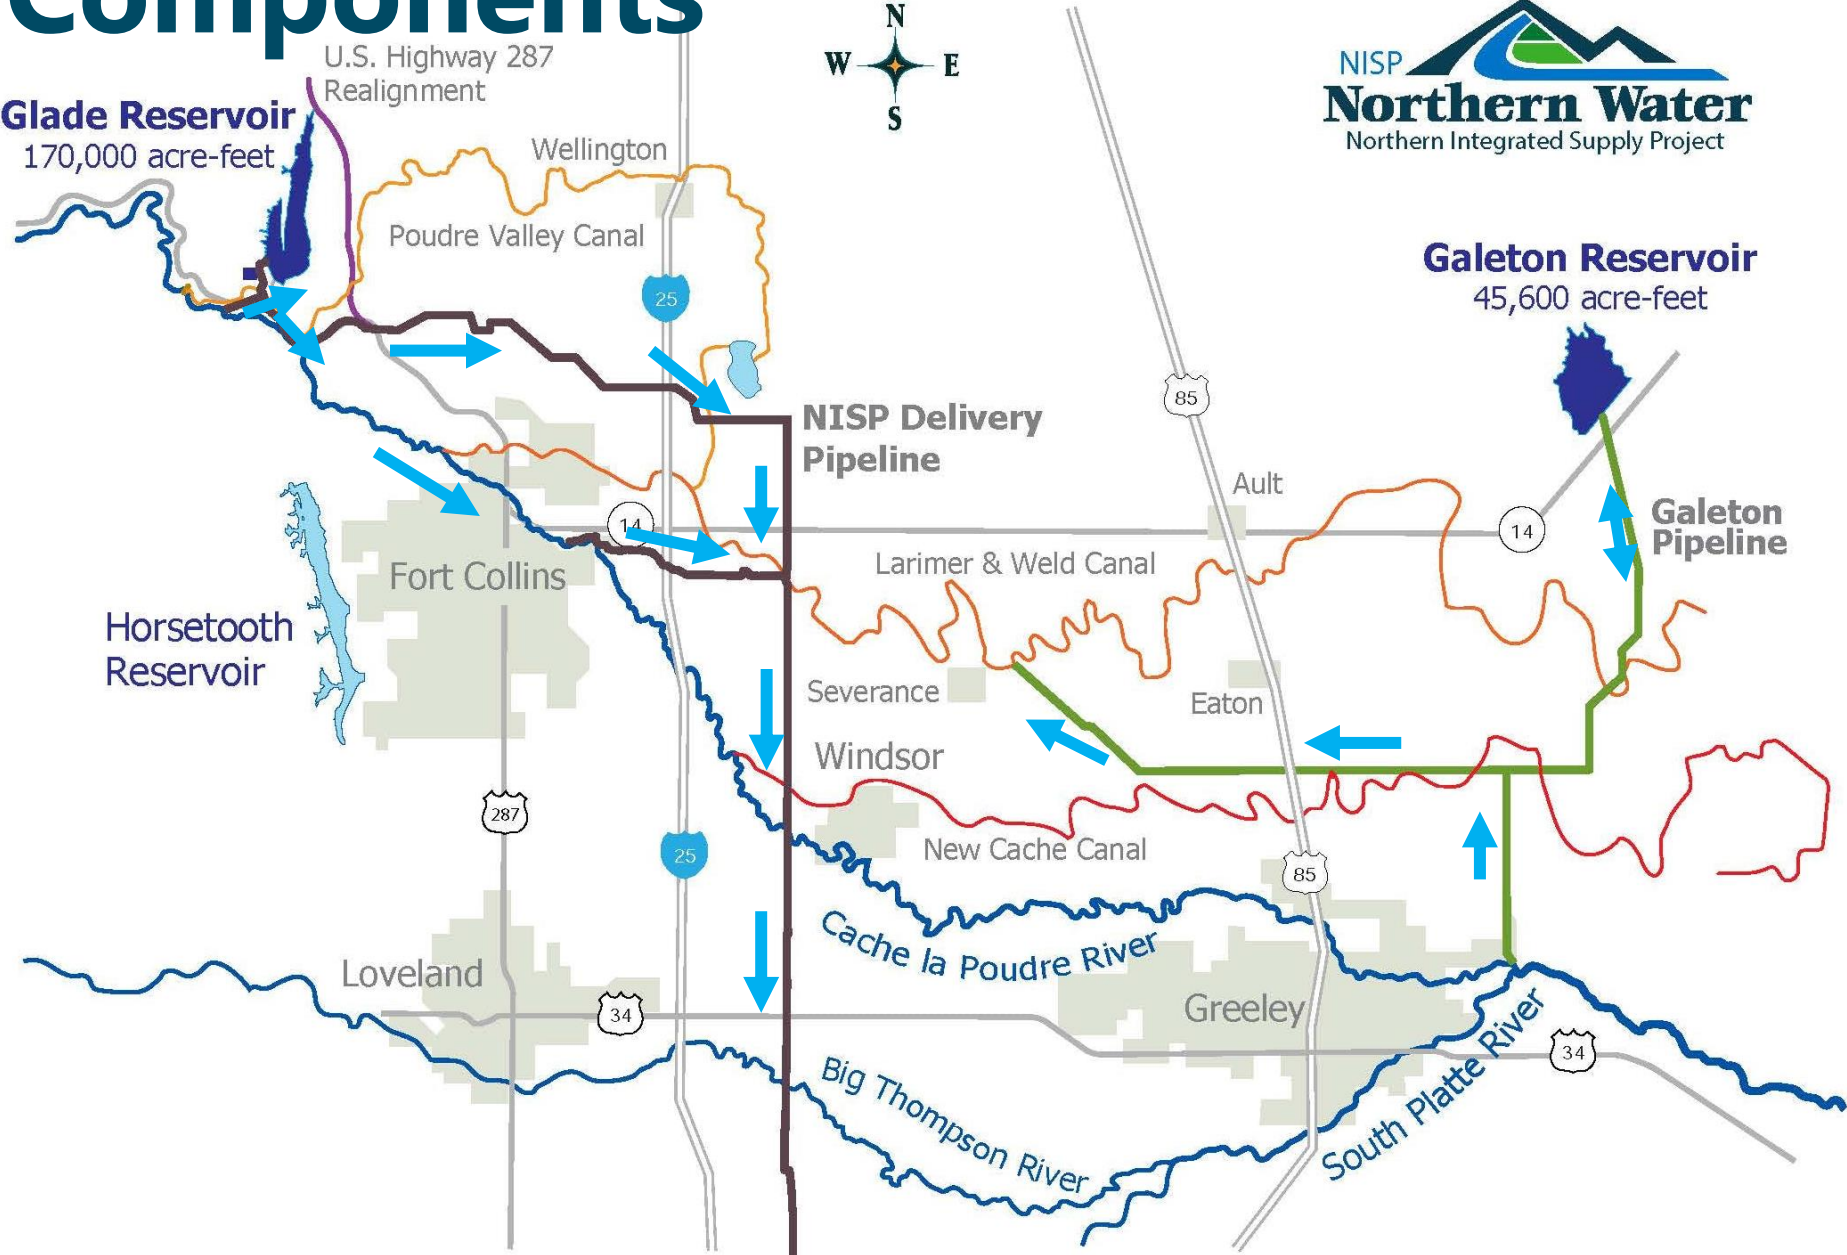 Components
N
W E
S
NISP
Northern Water
Northern Integrated Supply Project
U.S. Highway 287
Realignment
Glade Reservoir
170,000 acre-feet
Wellington
Poudre Valley Canal
25
Galeton Reservoir
45,600 acre-feet
85
NISP Delivery
Pipeline
Ault
14
14
Galeton
Pipeline
Larimer & Weld Canal
Fort Collins
Horsetooth
Reservoir
Severance
Eaton
Windsor
287
25
New Cache Canal
85
Cache la Poudre River
Loveland
34
Greeley
34
Big Thompson River
South Platte River